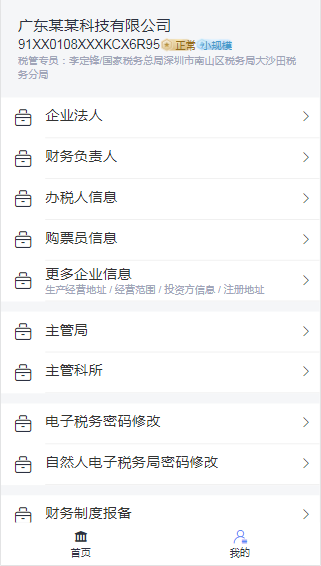 广东某某科技有限公司
91XX0108XXXKCX6R95 正常 小规模
税管专员：李定锋/国家税务总局深圳市南山区税务局大沙田税
务分局
企业法人
财务负责人
办税人信息
购票员信息
更多企业信息
生产经营地址 / 经营范围 / 投资方信息 / 注册地址
主管局
主管科所
电子税务密码修改
自然人电子税务局密码修改
财务制度报备
首页
我的